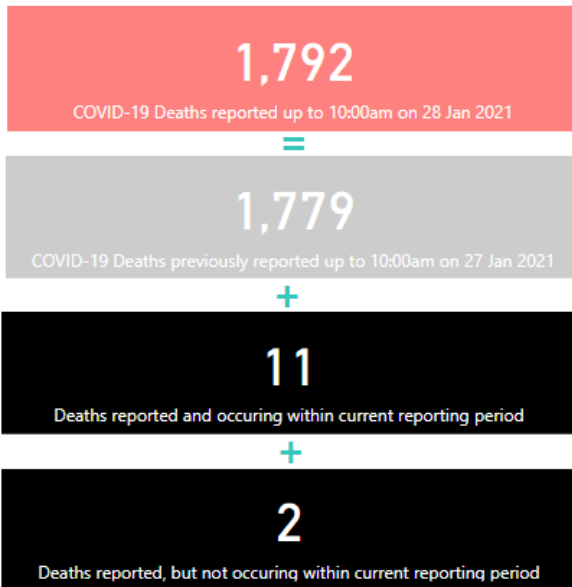 1,792
COVID-19 Deaths reported up to 10:00am on 28 Jan 2021
=
1,779
COVID-19 Deaths previously reported up to 10:00am on 27 Jan 2021
+
11
Deaths reported and occuring within current reporting period
+
2
Deaths reported, but not occuring within current reporting period